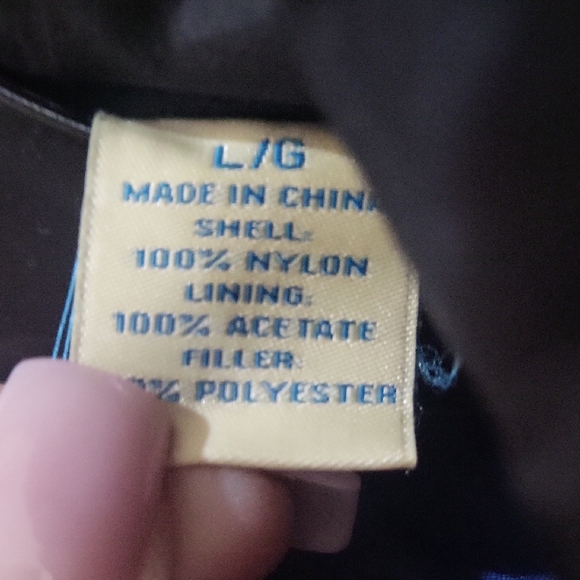 L/G
MADE IN CHINA
SHELL:
100% NYLON
LINING:
100% ACETATE
FILLER:
% POLYESTER